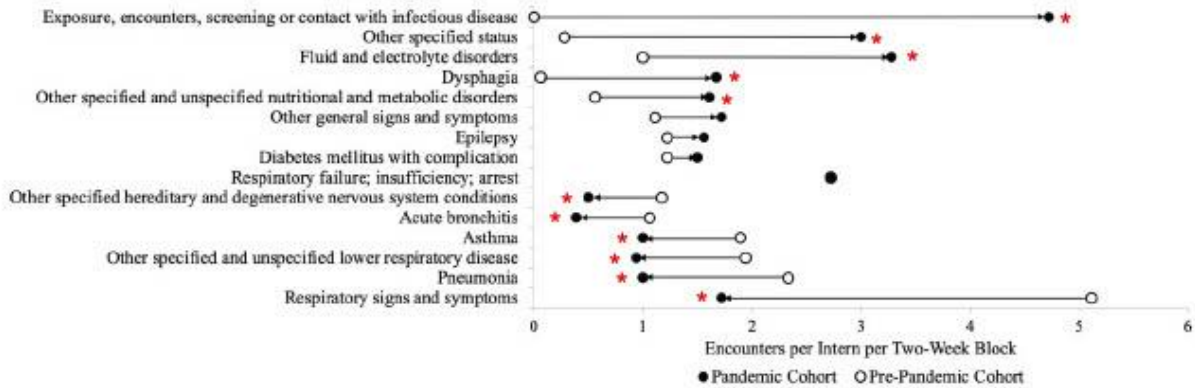 Exposure, encounters, screening or contact with infectious disease
*
Other specified status
*
Fluid and electrolyte disorders
*
Dysphagia
*
Other specified and unspecified nutritional and metabolic disorders
*
Other general signs and symptoms
Epilepsy
Diabetes mellitus with complication
Respiratory failure; insufficiency; arrest
Other specified hereditary and degenerative nervous system conditions
*
Acute bronchitis
*
Asthma
*
Other specified and unspecified lower respiratory disease
*
Pneumonia
*
Respiratory signs and symptoms
*
0 1 2 3 4 5 6
Encounters per Intern per Two-Week Block
Pandemic Cohort Pre-Pandemic Cohort